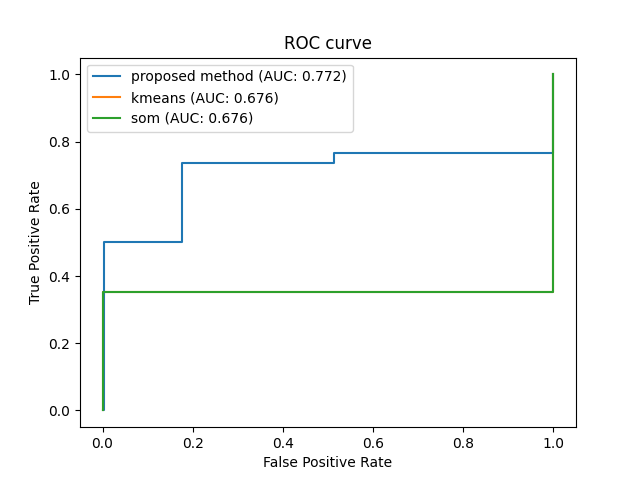 ROC curve
proposed method (AUC: 0.772)
kmeans (AUC: 0.676)
som (AUC: 0.676)
True Positive Rate
1.0
0.8
0.6
0.4
0.2
0.0
0.0 0.2 0.4 0.6 0.8 1.0
False Positive Rate